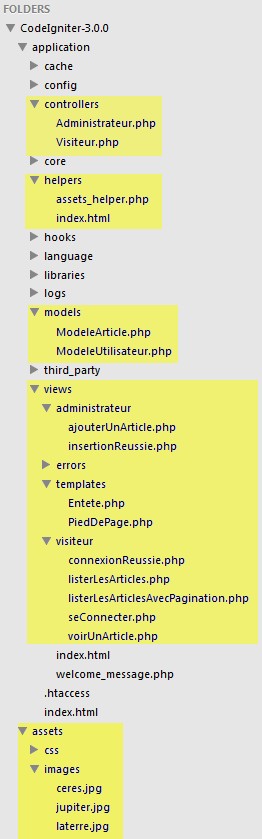 FOLDERS
CodeIgniter-3.0.0
application
cache
config
controllers
Administrateur.php
Visiteur.php
core
helpers
assets_helper.php
index.html
hooks
language
libraries
logs
models
ModeleArticle.php
ModeleUtilisateur.php
third_party
views
administrateur
ajouterUnArticle.php
insertionReussie.php
errors
templates
Entete.php
PiedDePage.php
visiteur
connexionReussie.php
listerLesArticles.php
listerLesArticlesAvecPagination.php
seConnecter.php
voirUnArticle.php
index.html
welcome_message.php
.htaccess
index.html
assets
css
images
ceres.jpg
jupiter.jpg
laterre.jpg